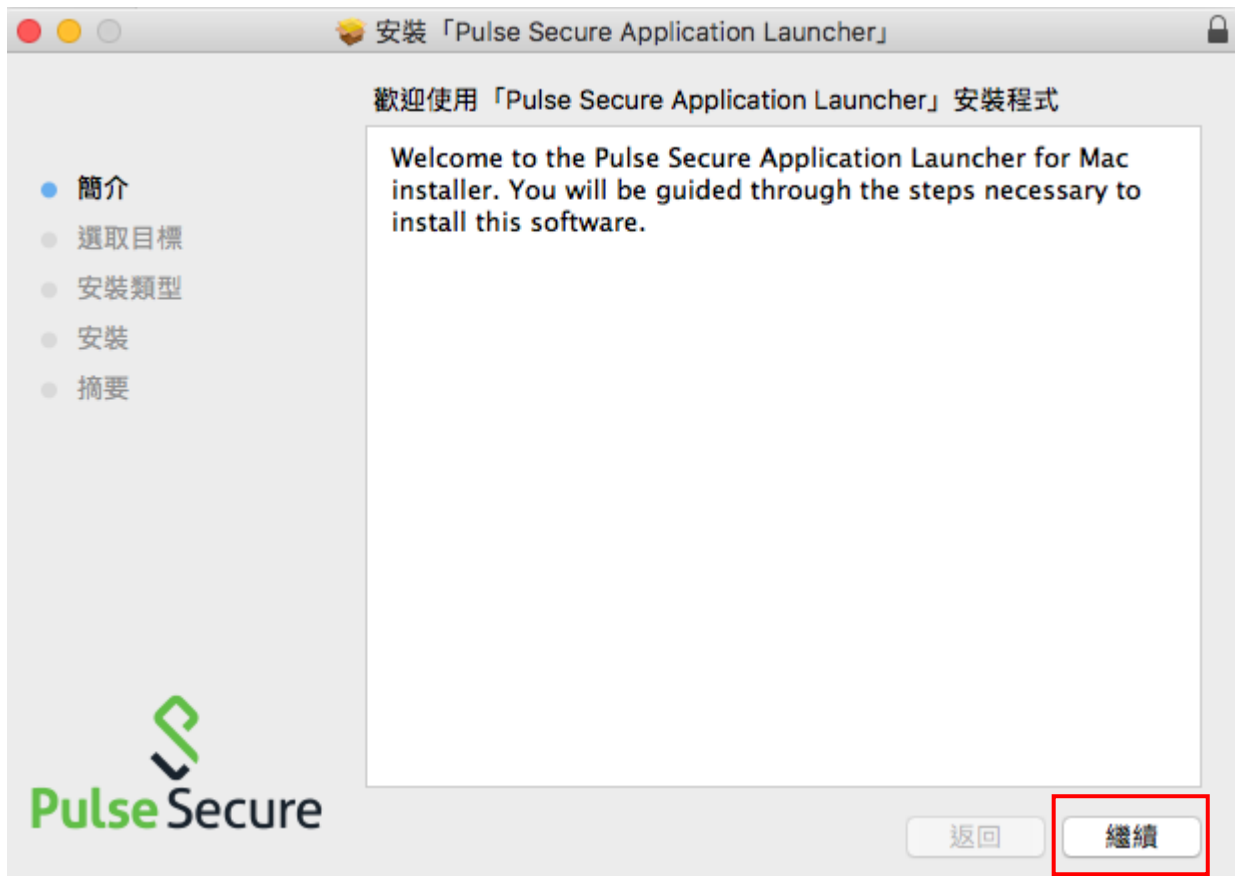 安裝「Pulse Secure Application Launcher」
歡迎使用「Pulse Secure Application Launcher」安裝程式
簡介
選取目標
安裝類型
安裝
摘要
Welcome to the Pulse Secure Application Launcher for Mac
installer. You will be guided through the steps necessary to
install this software.
Pulse Secure
返回
繼續